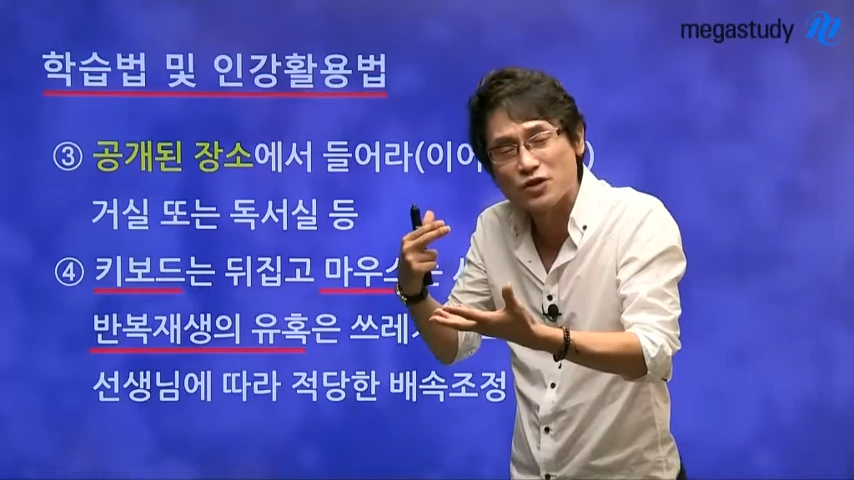 megastudy
학습법 및 인강활용법
③ 공개된 장소에서 들어라(이어
거실 또는 독서실 등
④ 키보드는 뒤집고 마우스는
반복재생의 유혹은 쓰레
선생님에 따라 적당한 배속조정